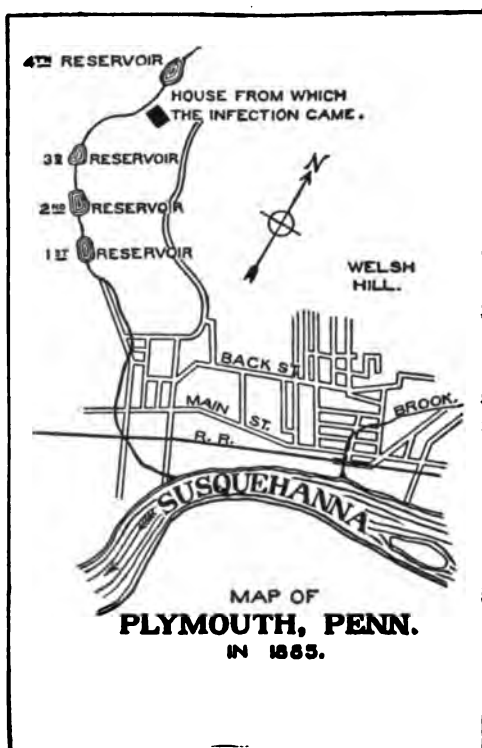 4TH RESERVOIR
HOUSE FROM WHICH
THE INFECTION CAME.
3D RESERVOIR
N
2ND RESERVOIR
1ST RESERVOIR
WELSH
HILL.
BACK ST.
MAIN ST.
BROOK.
R. R.
SUSQUEHANNA
MAP OF
PLYMOUTH, PENN.
IN 1885.